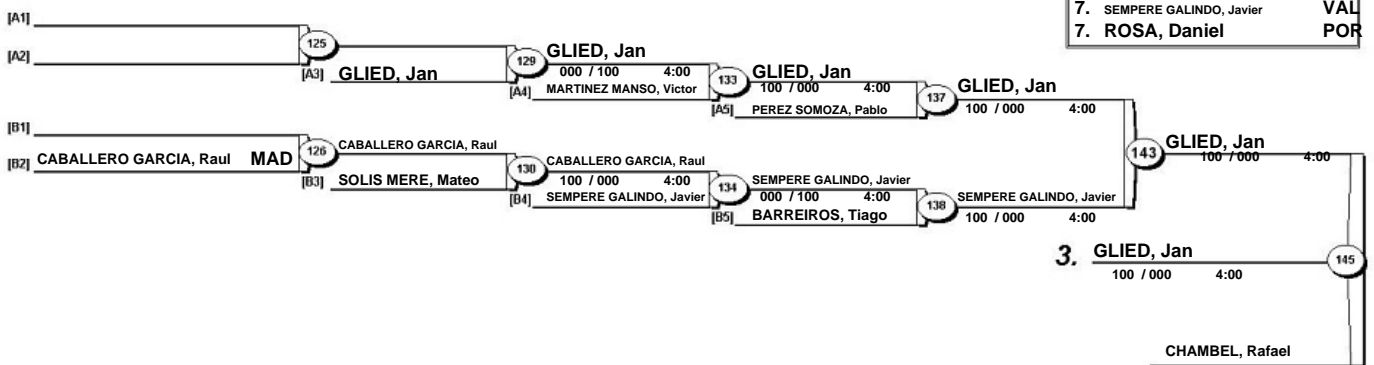 7. SEMPERE GALINDO, Javier VAL
7. ROSA, Daniel POR
[A1]
[A2]
125
[A3] GLIED, Jan
129
GLIED, Jan
000 / 100 4:00
[A4] MARTINEZ MANSO, Victor
133
GLIED, Jan
100 / 000 4:00
[A5] PEREZ SOMOZA, Pablo
137
GLIED, Jan
100 / 000 4:00
[B1]
[B2] CABALLERO GARCIA, Raul MAD
126
CABALLERO GARCIA, Raul
[B3] SOLIS MERE, Mateo
130
CABALLERO GARCIA, Raul
100 / 000 4:00
[B4] SEMPERE GALINDO, Javier
134
SEMPERE GALINDO, Javier
000 / 100 4:00
[B5] BARREIROS, Tiago
138
SEMPERE GALINDO, Javier
100 / 000 4:00
143
GLIED, Jan
100 / 000 4:00
3. GLIED, Jan
100 / 000 4:00
145
CHAMBEL, Rafael